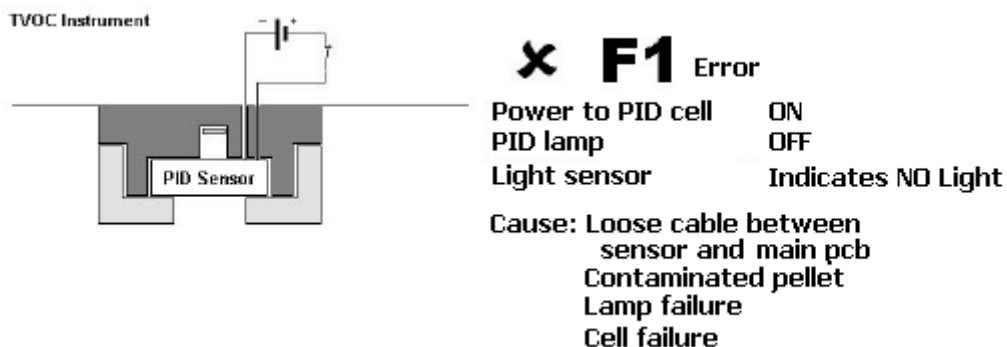 TVOC Instrument
- +
PID Sensor
✗ F1 Error
Power to PID cell ON
PID lamp OFF
Light sensor Indicates NO Light
Cause: Loose cable between
sensor and main pcb
Contaminated pellet
Lamp failure
Cell failure